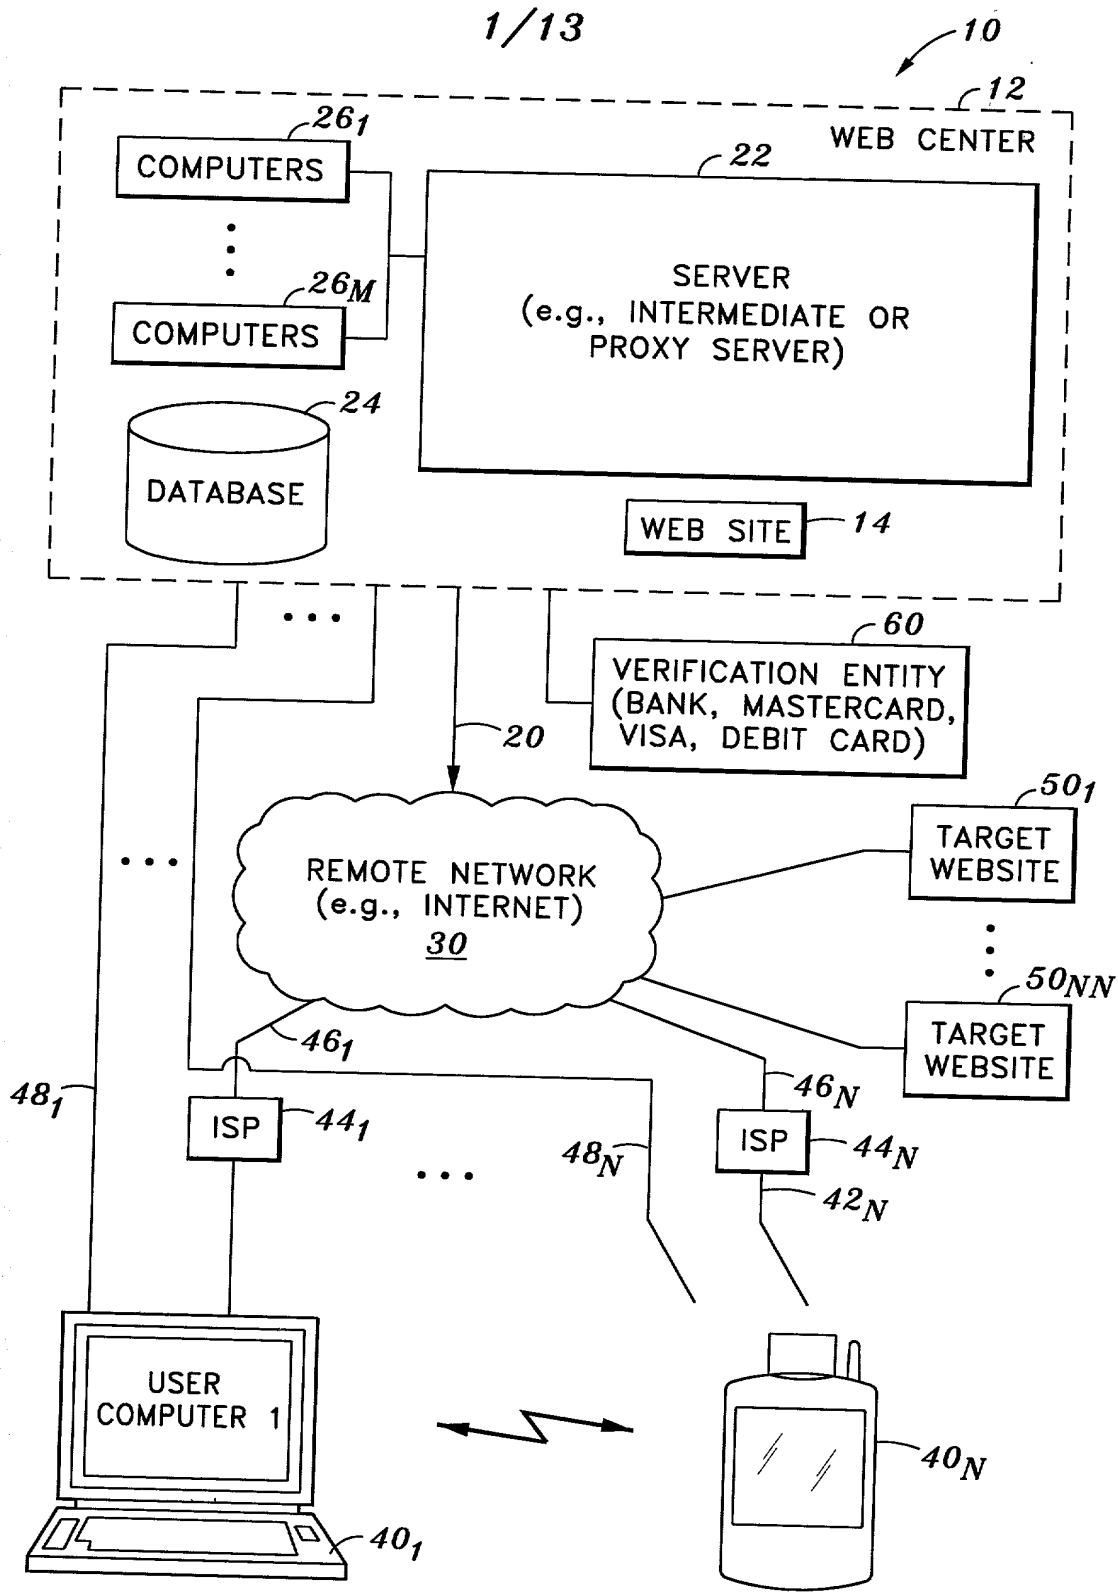 1/13
10
12
WEB CENTER
26₁
COMPUTERS
22
SERVER
(e.g., INTERMEDIATE OR
PROXY SERVER)
26M
COMPUTERS
24
DATABASE
WEB SITE
14
60
VERIFICATION ENTITY
(BANK, MASTERCARD,
VISA, DEBIT CARD)
20
50₁
TARGET
WEBSITE
REMOTE NETWORK
(e.g., INTERNET)
30
50NN
TARGET
WEBSITE
46₁
46N
48₁
ISP
44₁
48N
ISP
44N
42N
USER
COMPUTER 1
40₁
40N